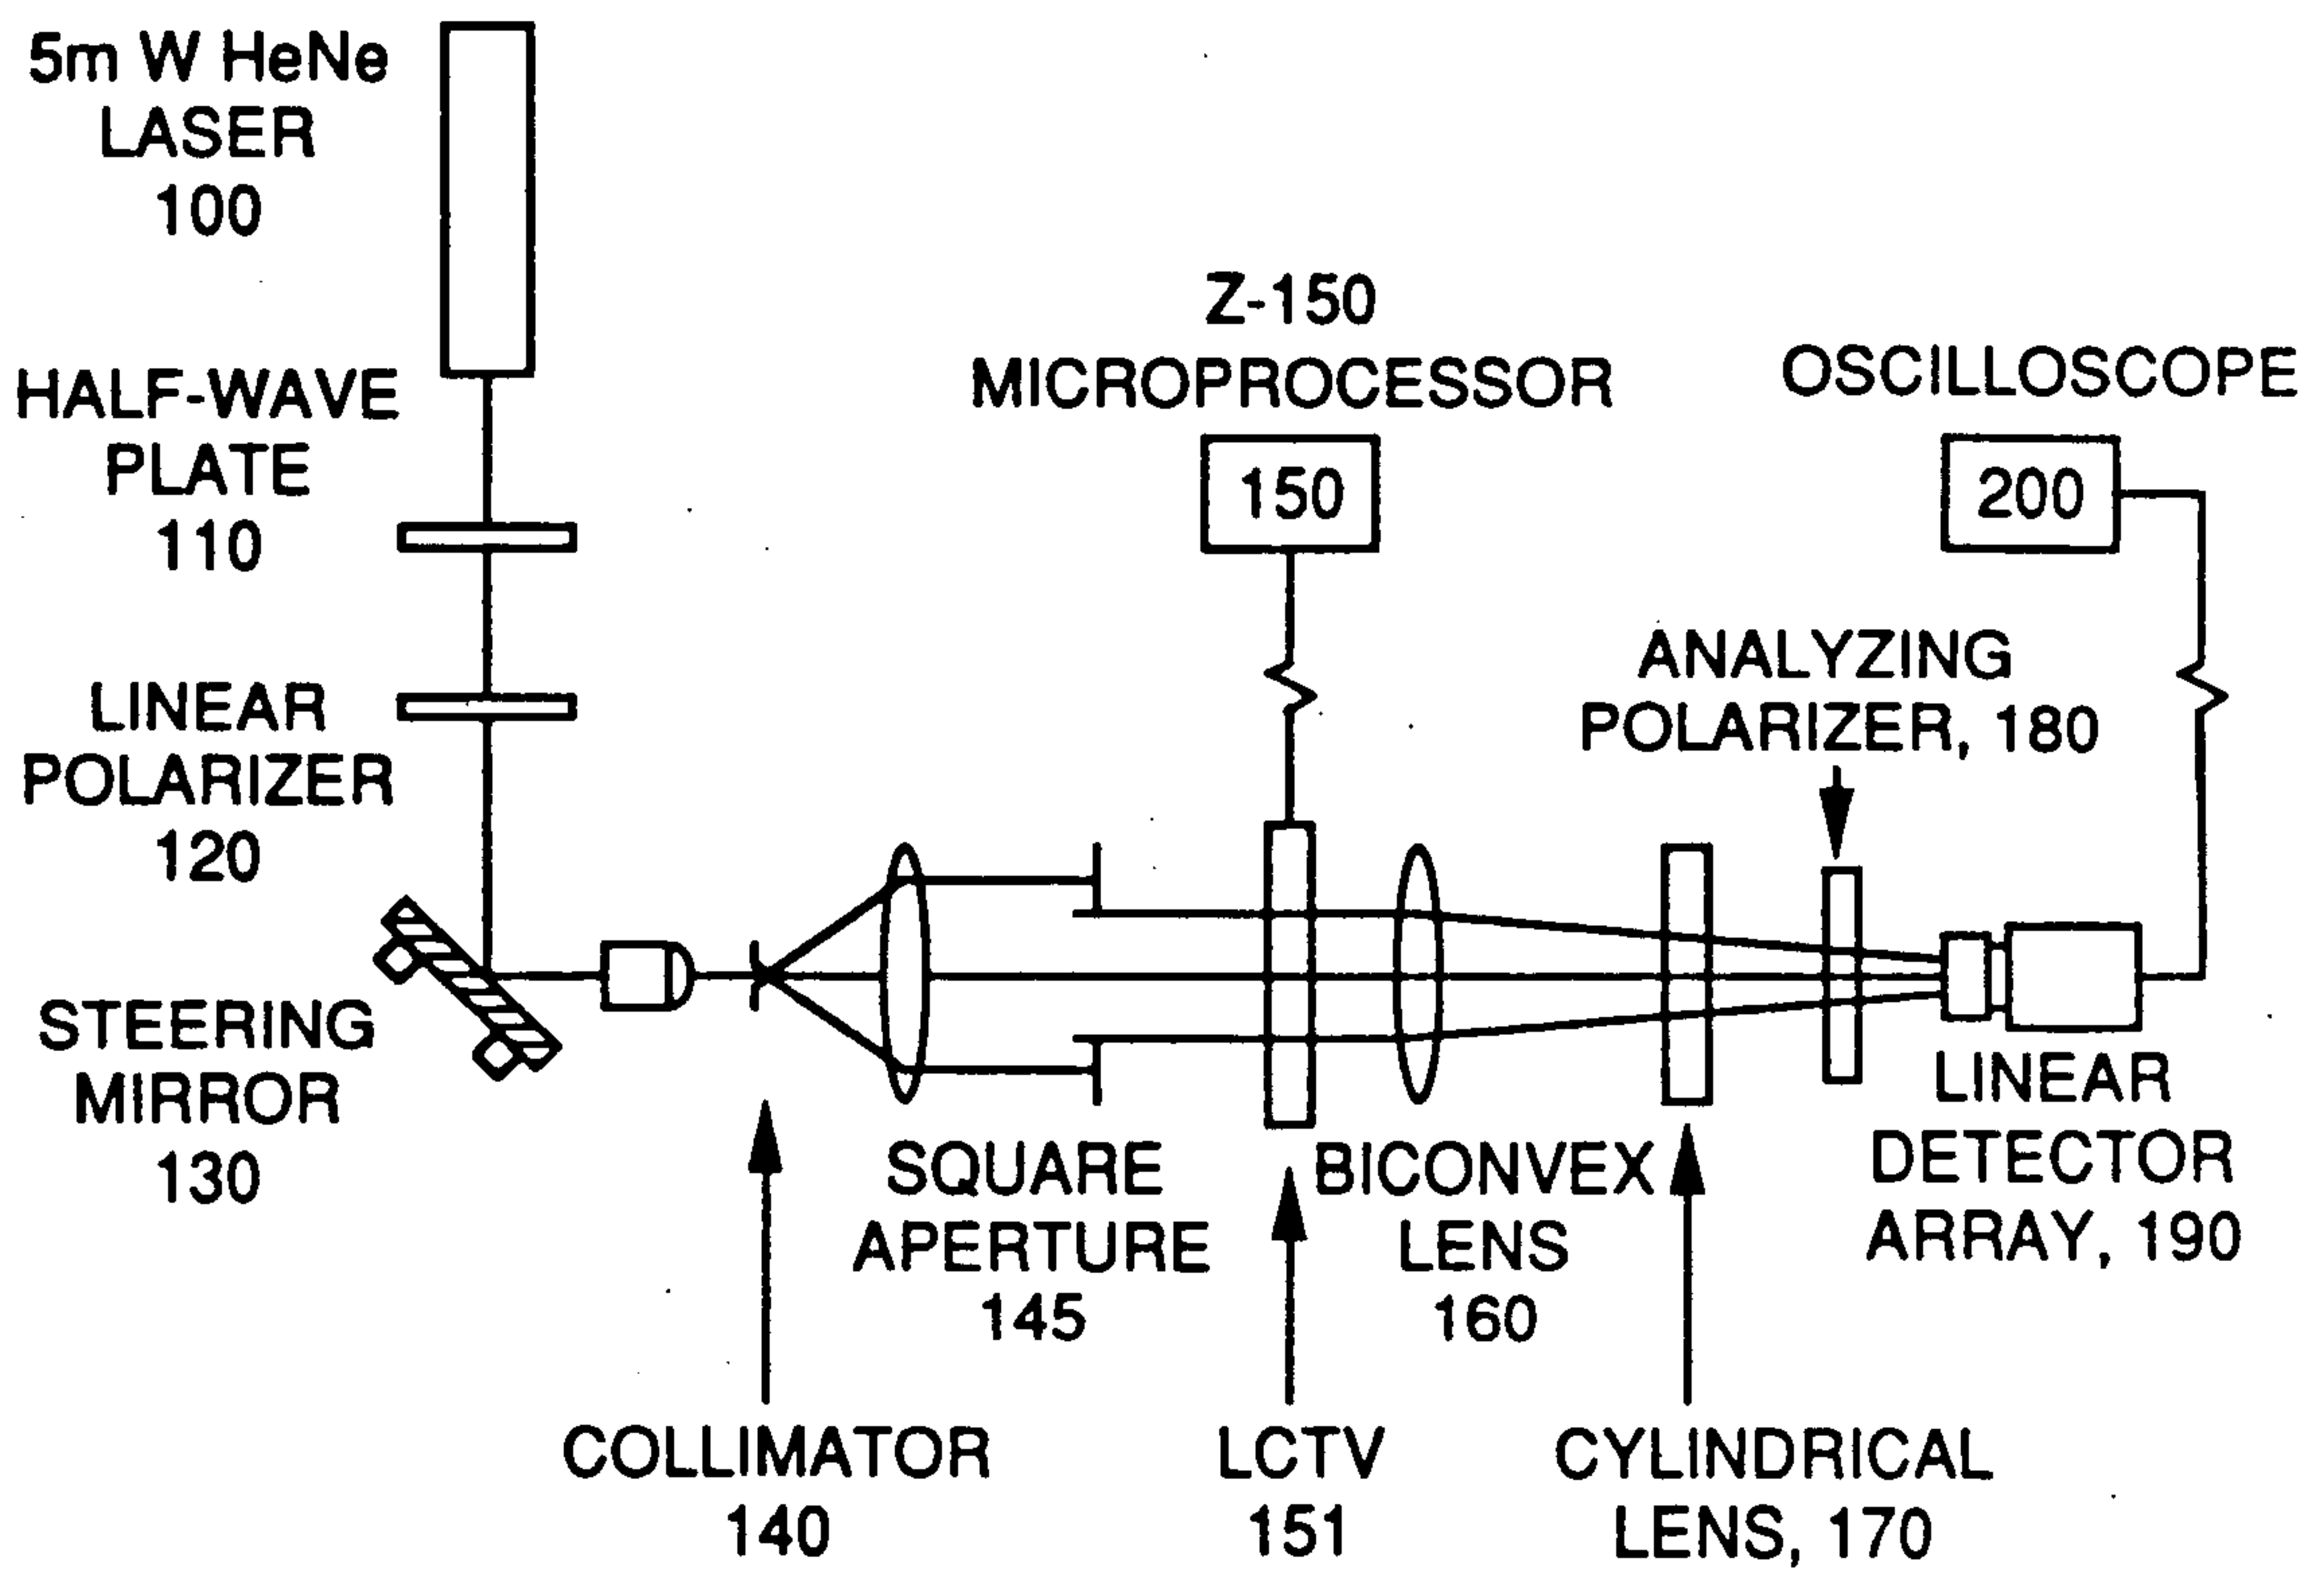 5m W HeNe
LASER
100
HALF-WAVE
PLATE
110
LINEAR
POLARIZER
120
STEERING
MIRROR
130
Z-150
MICROPROCESSOR
150
OSCILLOSCOPE
200
ANALYZING
POLARIZER, 180
SQUARE
APERTURE
145
BICONVEX
LENS
160
LINEAR
DETECTOR
ARRAY, 190
COLLIMATOR
140
LCTV
151
CYLINDRICAL
LENS, 170